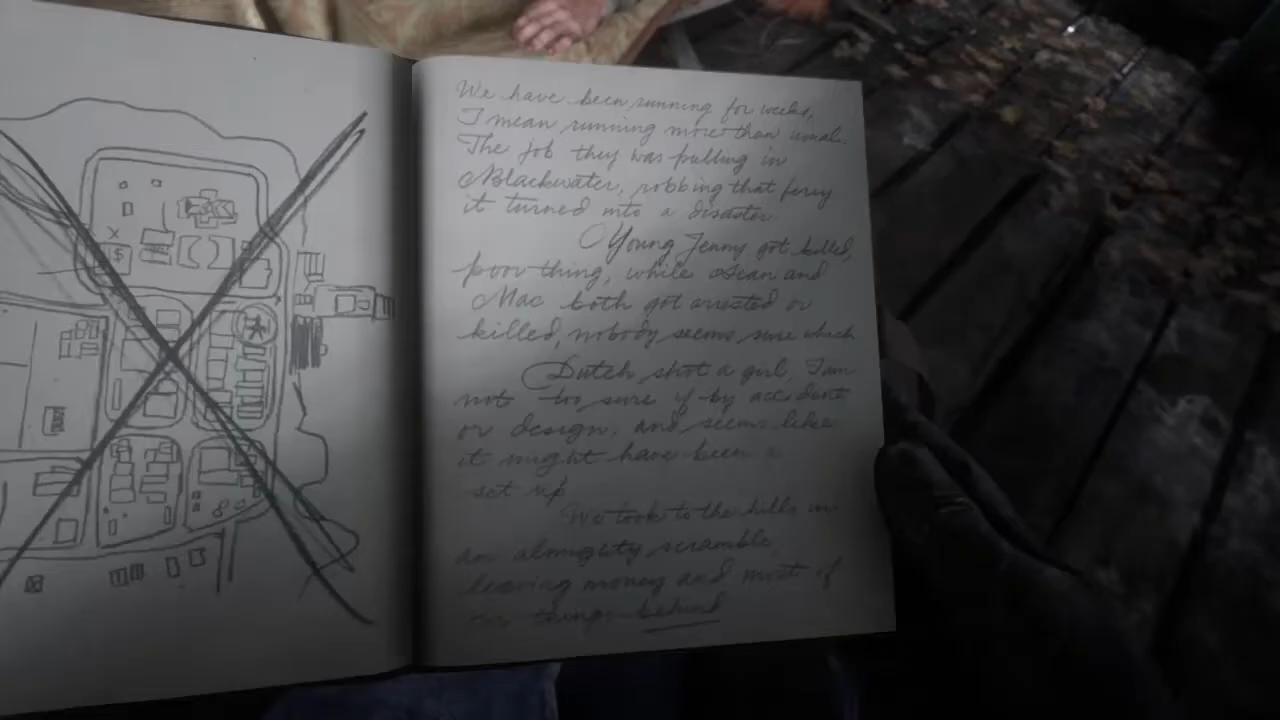 $
We have been running for weeks,
I mean running more than usual.
The job they was pulling in
Blackwater, robbing that ferry
it turned into a disaster.
Young Jenny got killed,
poor thing, while Sean and
Mac both got arrested or
killed, nobody seems sure which
Dutch shot a girl, I am
not too sure if by accident
or design, and seems like
it might have been a
set up
We took to the hills in
an almighty scramble
leaving money and most of
our things behind